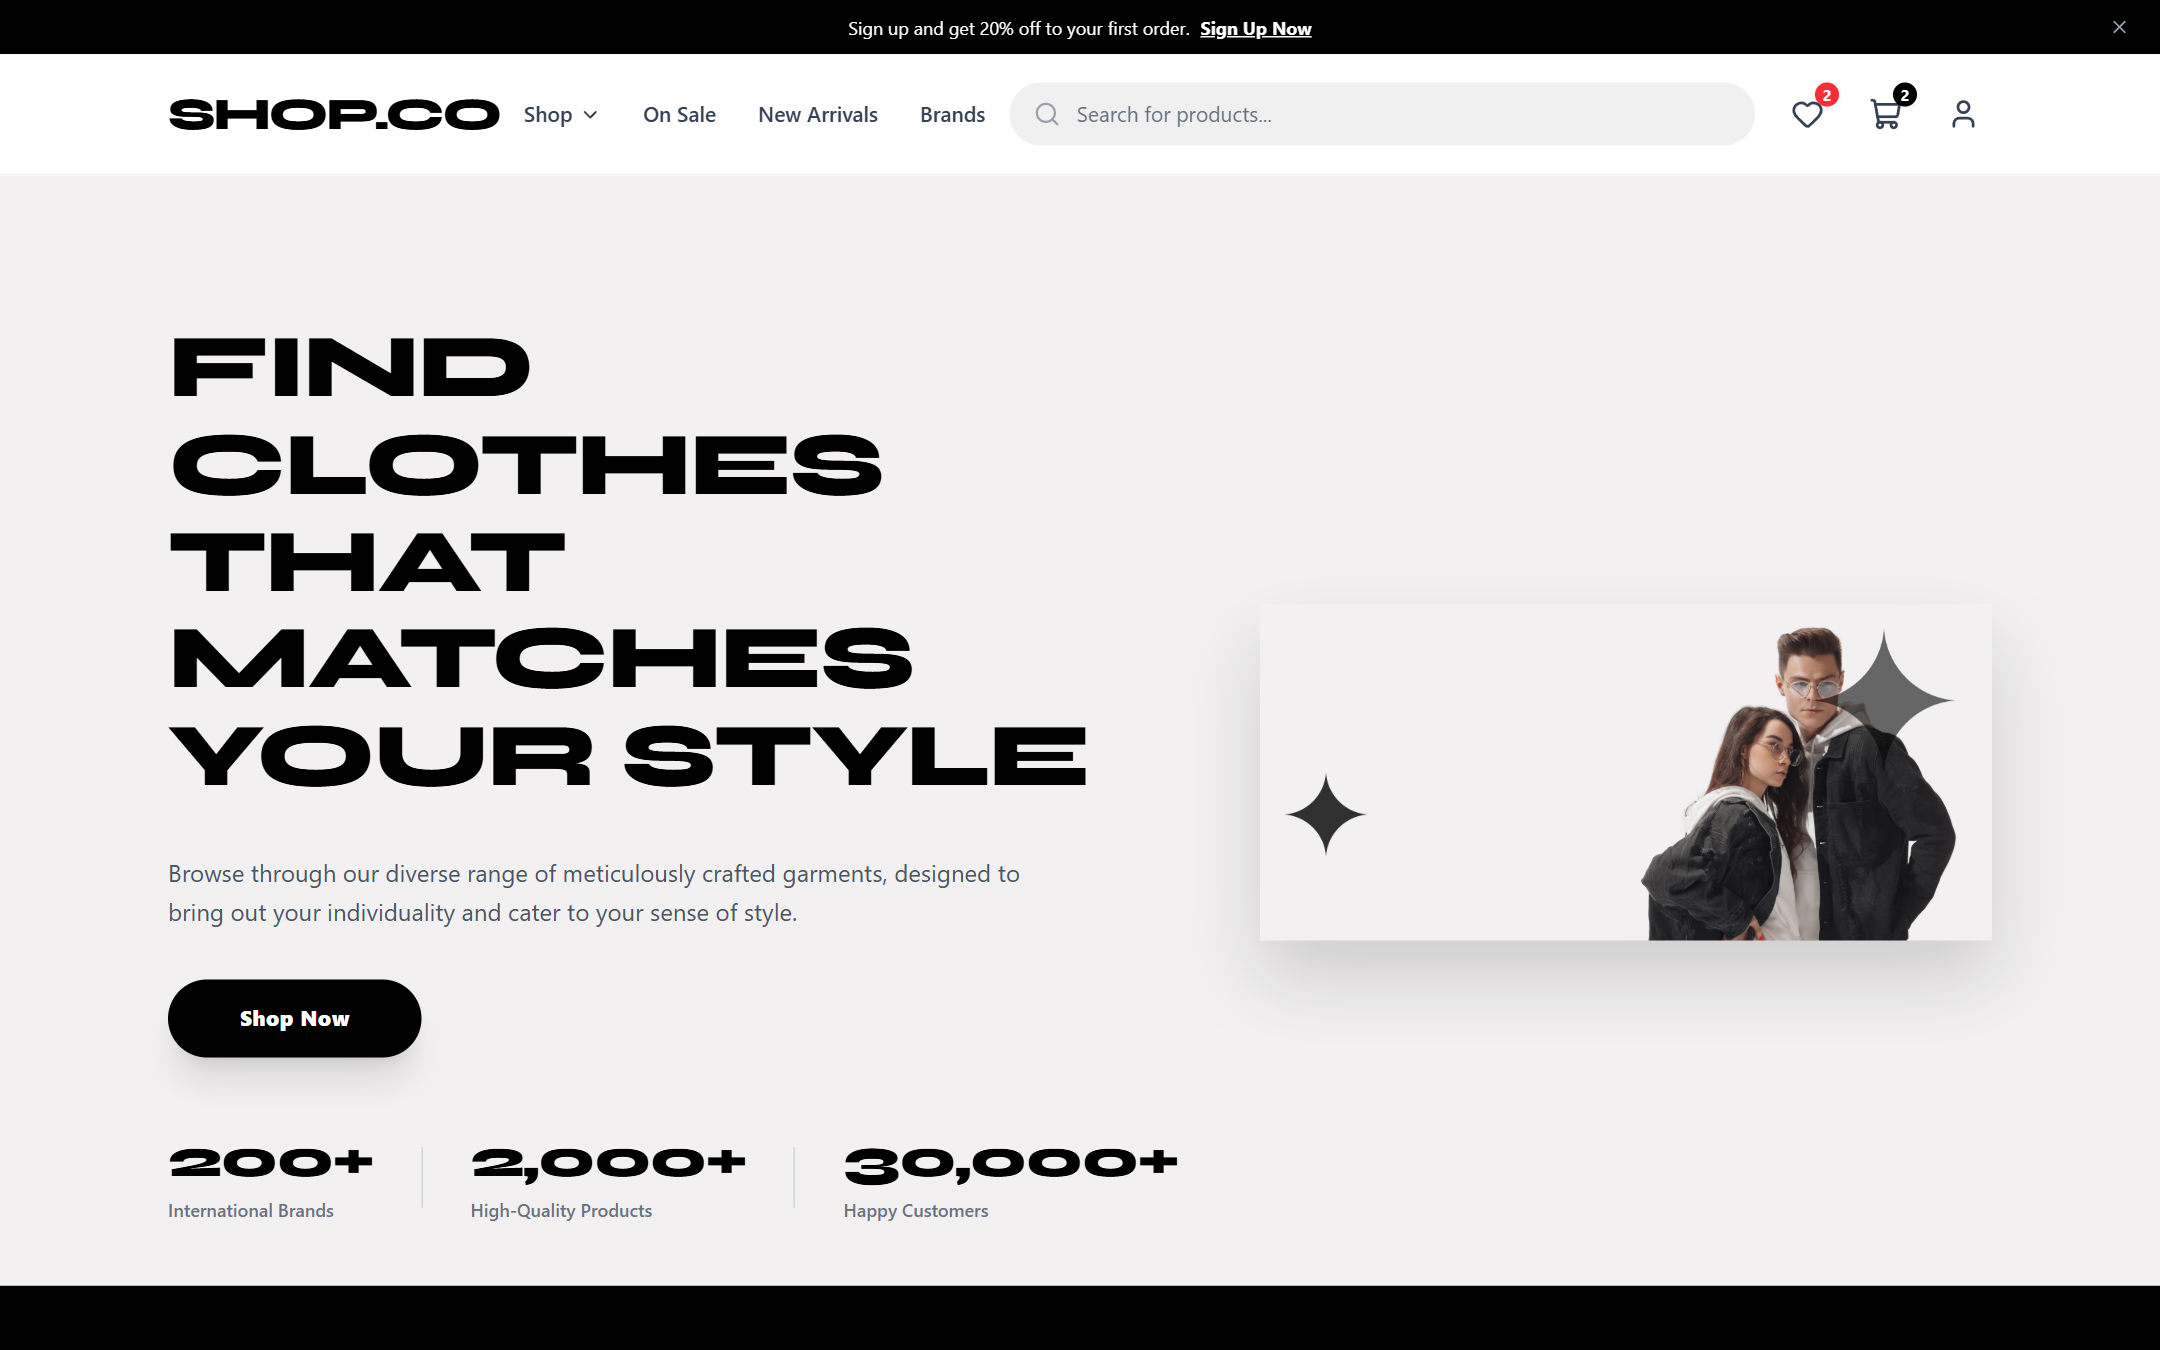 Sign up and get 20% off to your first order. Sign Up Now
SHOP.CO
Shop
On Sale
New Arrivals
Brands
Search for products...
2
2
FIND
CLOTHES
THAT
MATCHES
YOUR STYLE
Browse through our diverse range of meticulously crafted garments, designed to
bring out your individuality and cater to your sense of style.
Shop Now
200+
International Brands
2,000+
High-Quality Products
30,000+
Happy Customers